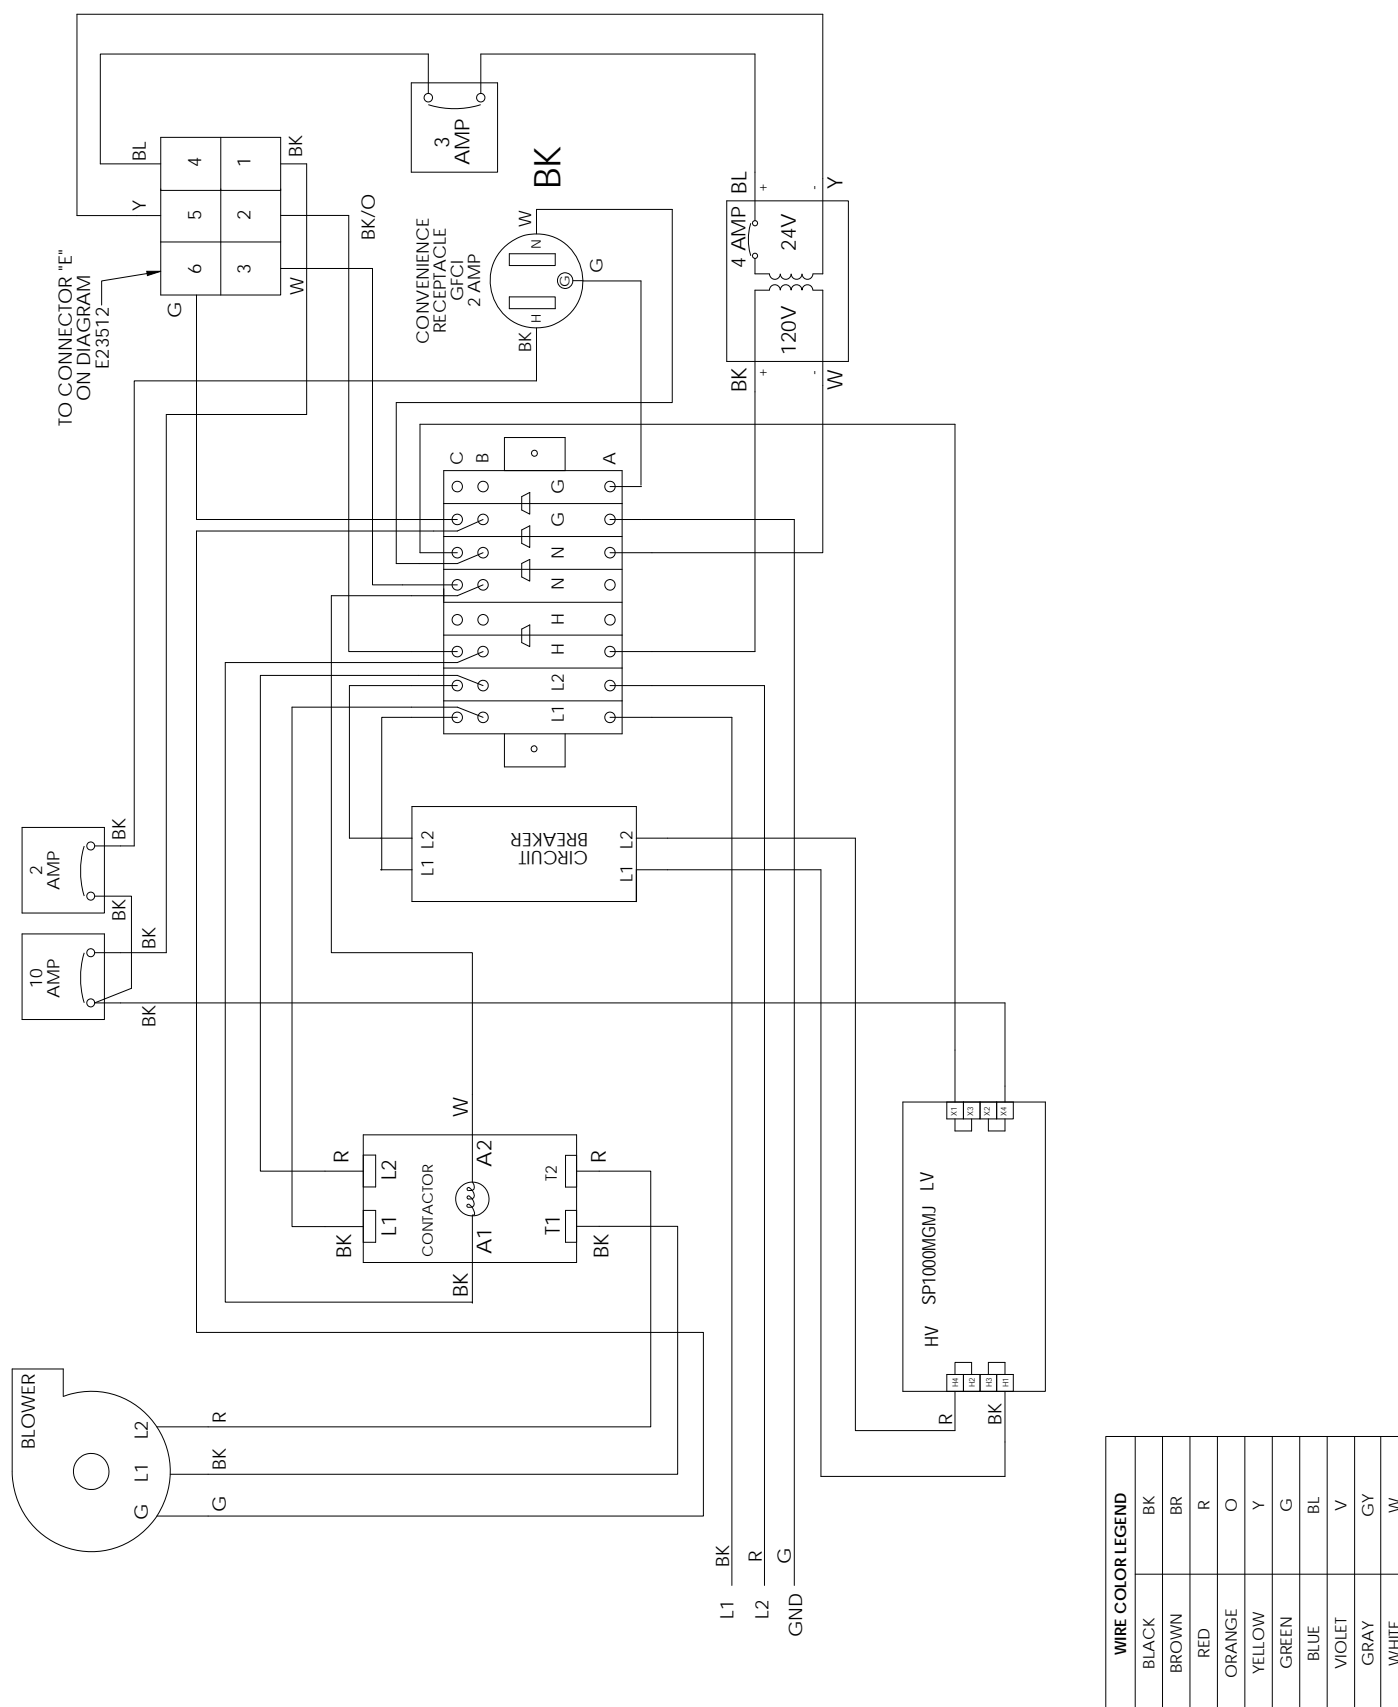 TO CONNECTOR "E"
ON DIAGRAM
E23512
BL
Y
G
4
5
6
1
2
3
BK
BK/O
W
3
AMP
BK
CONVENIENCE
RECEPTACLE
GFCI
2 AMP
W
N
G
G
H
BK
BL
+
-
Y
4 AMP
24V
120V
BK
+
-
W
C
B
A
G
G
N
N
H
H
L2
L1
2
AMP
BK
BK
10
AMP
BK
BK
L1 L2
CIRCUIT
BREAKER
L1 L2
W
R
L2
A2
CONTACTOR
T2
R
BK
L1
A1
T1
BK
BK
BLOWER
L2
L1
G
R
BK
G
X1
X3
X2
X4
HV SP1000MGMJ LV
H4
H2
H3
H1
R
BK
L1 BK
L2 R
GND G
WIRE COLOR LEGEND
BLACK BK
BROWN BR
RED R
ORANGE O
YELLOW Y
GREEN G
BLUE BL
VIOLET V
GRAY GY
WHITE W